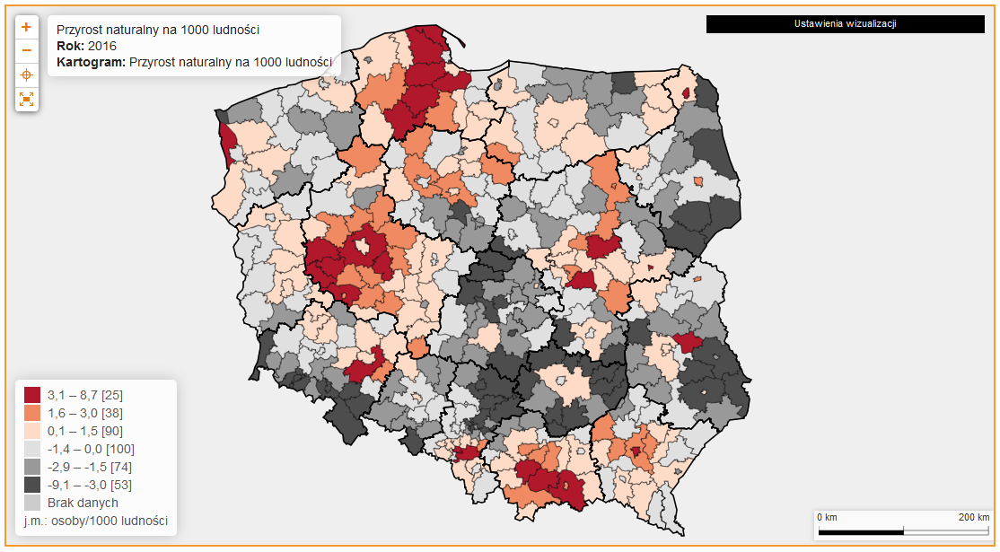 +
Przyrost naturalny na 1000 ludności
Rok: 2016
Kartogram: Przyrost naturalny na 1000 ludności
−
Ustawienia wizualizacji
3,1 – 8,7 [25]
1,6 – 3,0 [38]
0,1 – 1,5 [90]
-1,4 – 0,0 [100]
-2,9 – -1,5 [74]
-9,1 – -3,0 [53]
Brak danych
j.m.: osoby/1000 ludności
0 km 200 km